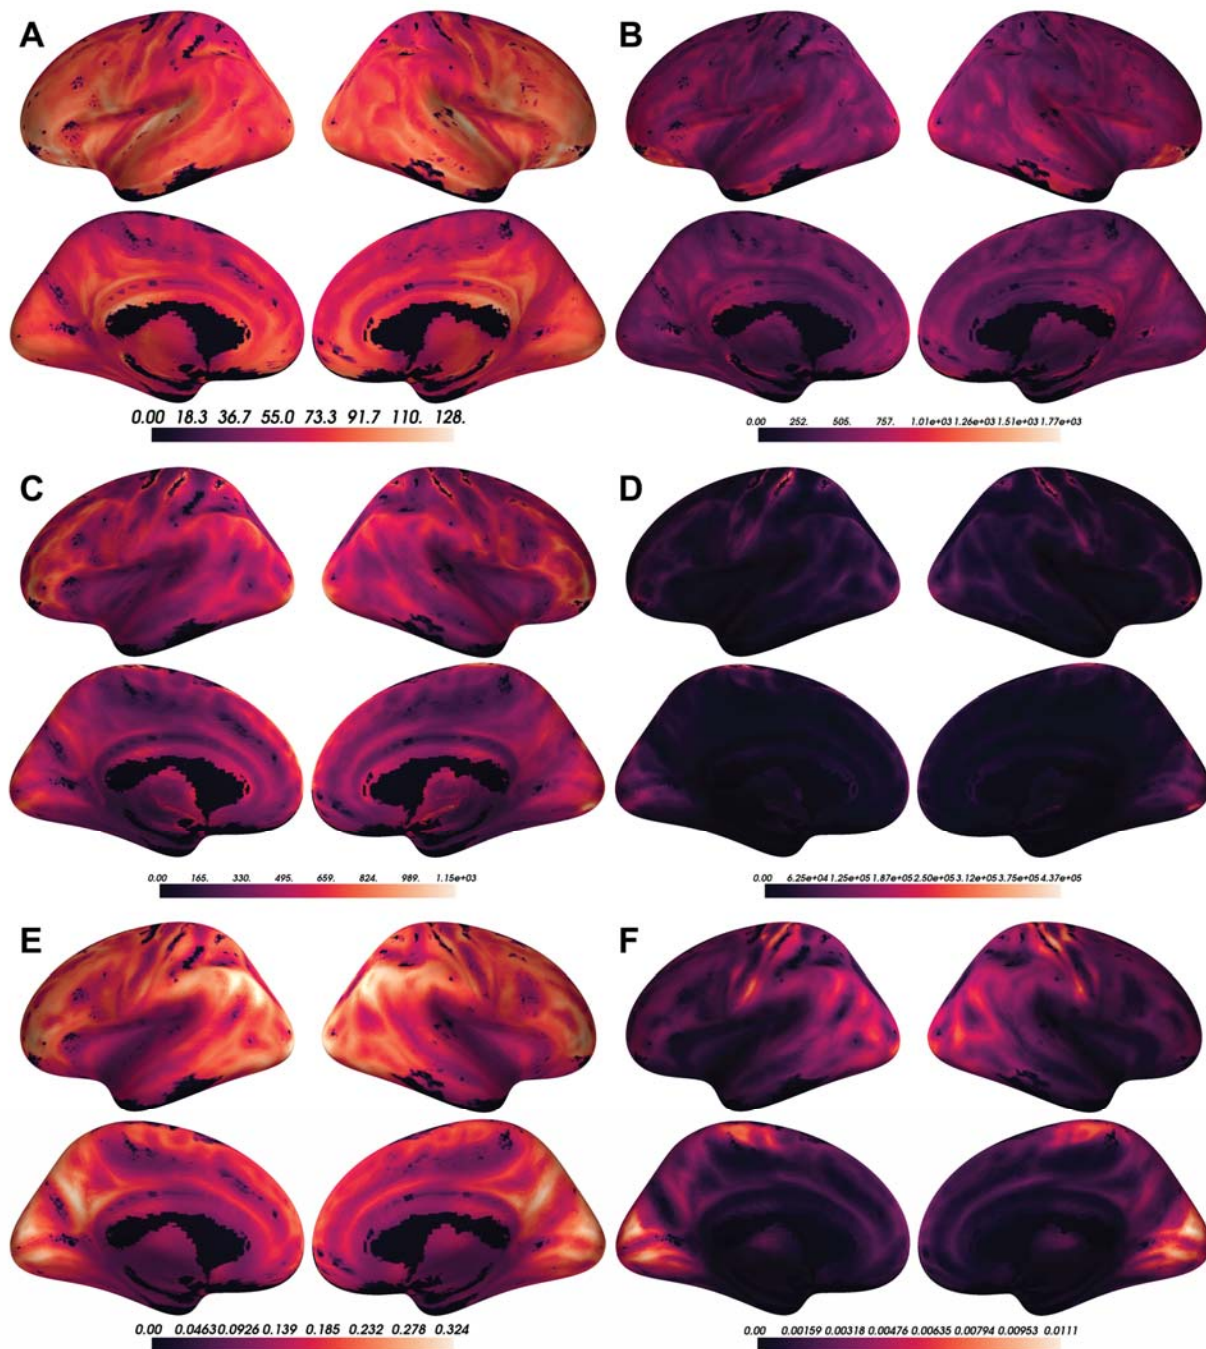 A B
0.00 18.3 36.7 55.0 73.3 91.7 110. 128.
0.00 252. 505. 757. 1.01e+03 1.26e+03 1.51e+03 1.77e+03
C D
0.00 165. 330. 495. 659. 824. 989. 1.15e+03
0.00 6.25e+04 1.25e+05 1.87e+05 2.50e+05 3.12e+05 3.75e+05 4.37e+05
E F
0.00 0.0463 0.0926 0.139 0.185 0.232 0.278 0.324
0.00 0.00159 0.00318 0.00476 0.00635 0.00794 0.00953 0.0111